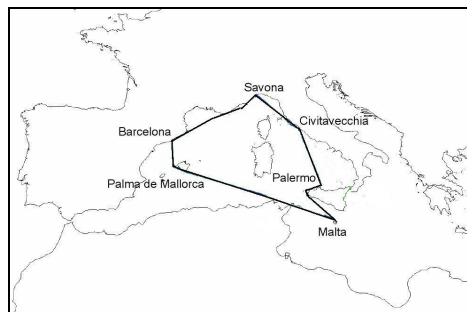 Savona
Civitavecchia
Barcelona
Palma de Mallorca
Palermo
Malta